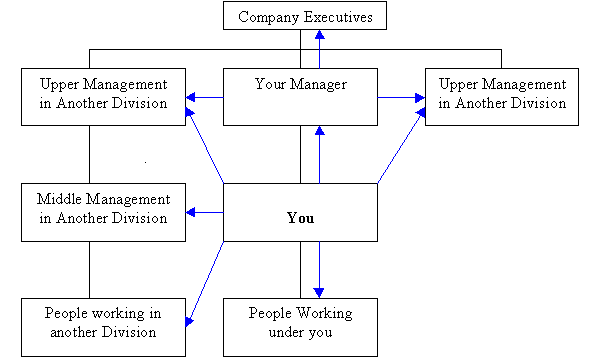 Company Executives
Upper Management
in Another Division
Your Manager
Upper Management
in Another Division
Middle Management
in Another Division
You
People working in
another Division
People Working
under you